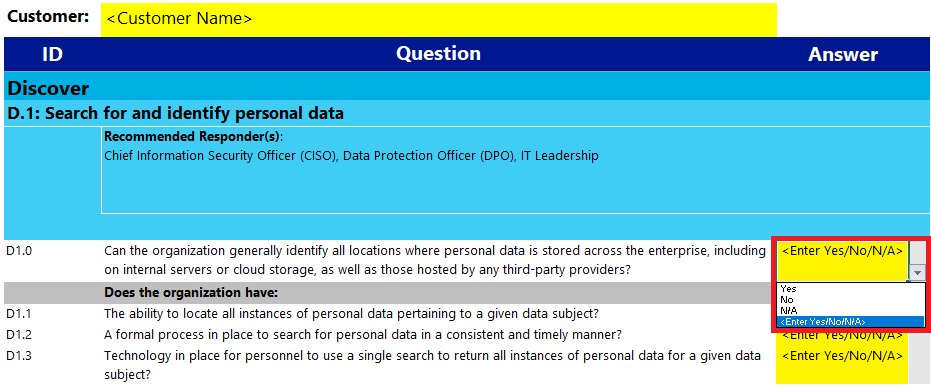 Customer: <Customer Name>
ID Question Answer
Discover
D.1: Search for and identify personal data
Recommended Responder(s):
Chief Information Security Officer (CISO), Data Protection Officer (DPO), IT Leadership
D1.0 Can the organization generally identify all locations where personal data is stored across the enterprise, including <Enter Yes/No/N/A>
on internal servers or cloud storage, as well as those hosted by any third-party providers?
Yes
No
N/A
<Enter Yes/No/N/A>
Does the organization have:
D1.1 The ability to locate all instances of personal data pertaining to a given data subject?
D1.2 A formal process in place to search for personal data in a consistent and timely manner? <Enter Yes/No/N/A>
D1.3 Technology in place for personnel to use a single search to return all instances of personal data for a given data <Enter Yes/No/N/A>
subject?